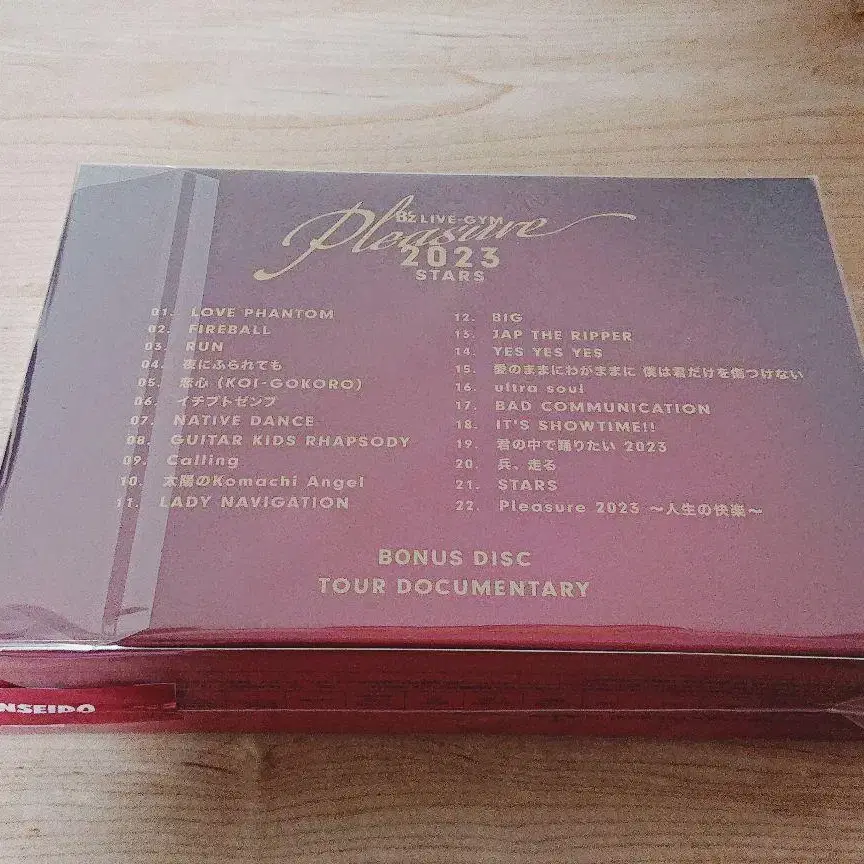 B'z LIVE-GYM
Pleasure
2023
STARS
01. LOVE PHANTOM
02. FIREBALL
03. RUN
04. 夜にふられても
05. 恋心 (KOI-GOKORO)
06. イチブトゼンブ
07. NATIVE DANCE
08. GUITAR KIDS RHAPSODY
09. Calling
10. 太陽のKomachi Angel
11. LADY NAVIGATION
12. BIG
13. JAP THE RIPPER
14. YES YES YES
15. 愛のままにわがままに 僕は君だけを傷つけない
16. ultra soul
17. BAD COMMUNICATION
18. IT'S SHOWTIME!!
19. 君の中で踊りたい 2023
20. 兵、走る
21. STARS
22. Pleasure 2023 ～人生の快楽～
BONUS DISC
TOUR DOCUMENTARY
NSEIDO